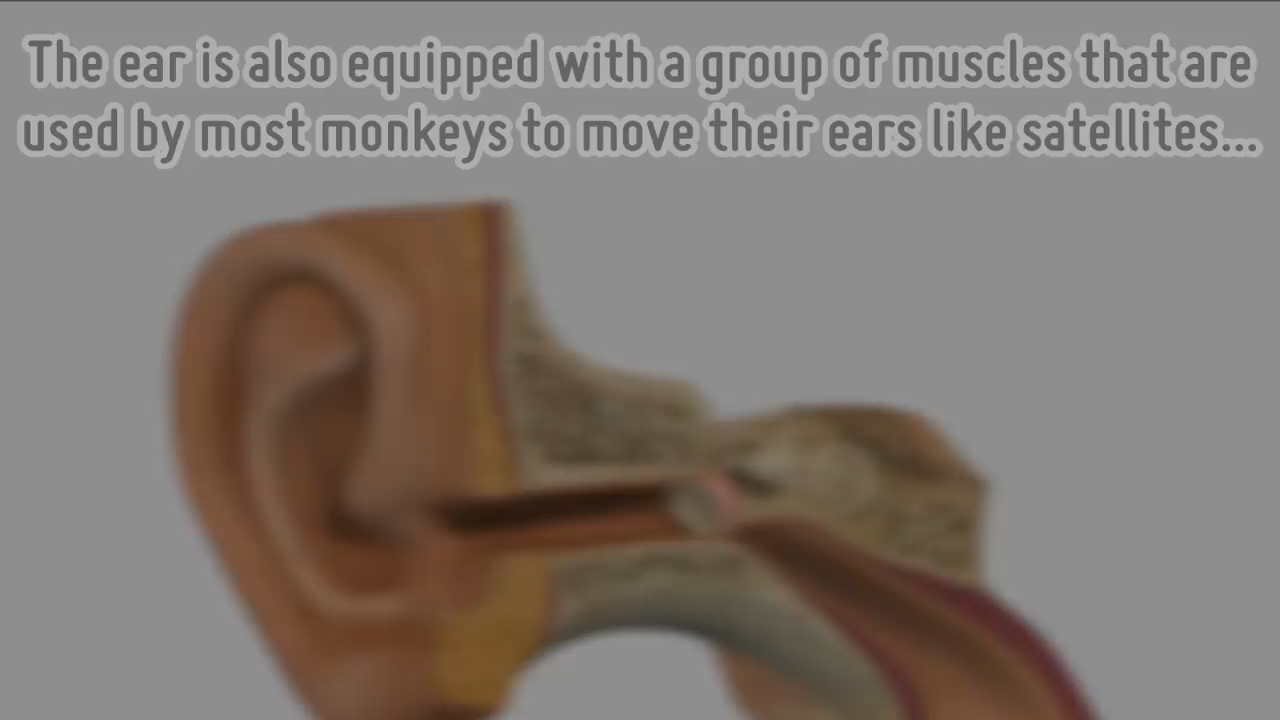 The ear is also equipped with a group of muscles that are
used by most monkeys to move their ears like satellites...